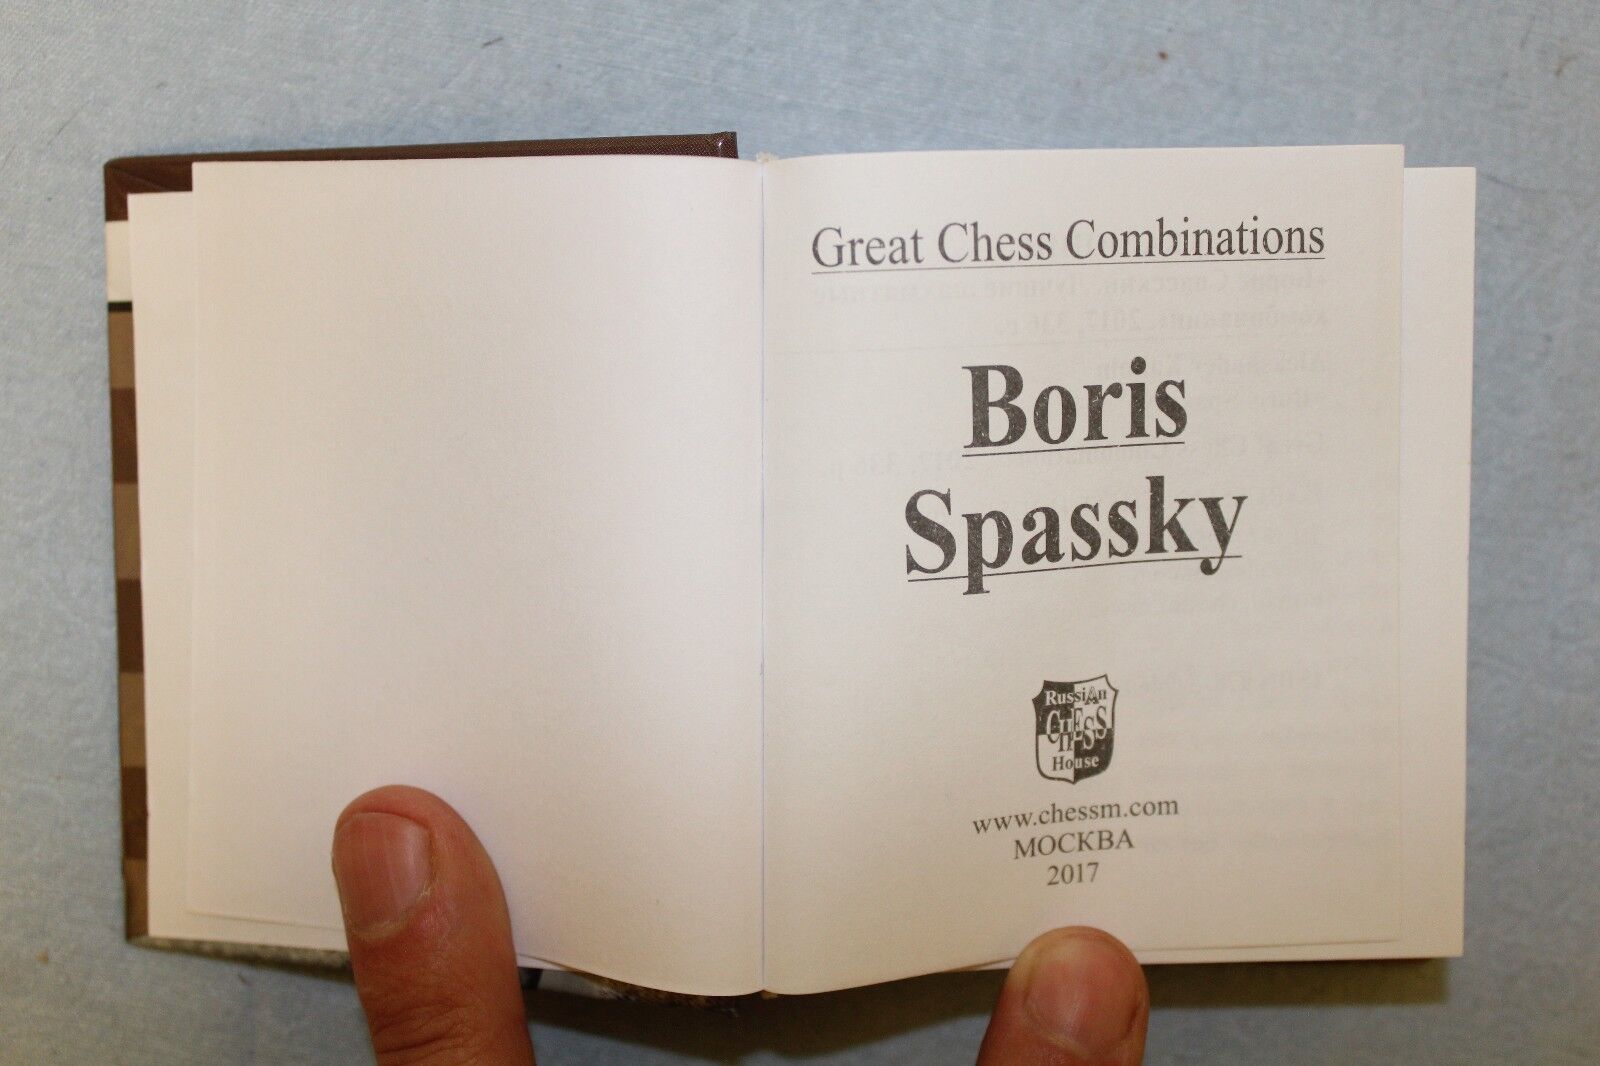 Great Chess Combinations
Boris
Spassky
Russian
CHESS
House
www.chessm.com
МОСКВА
2017